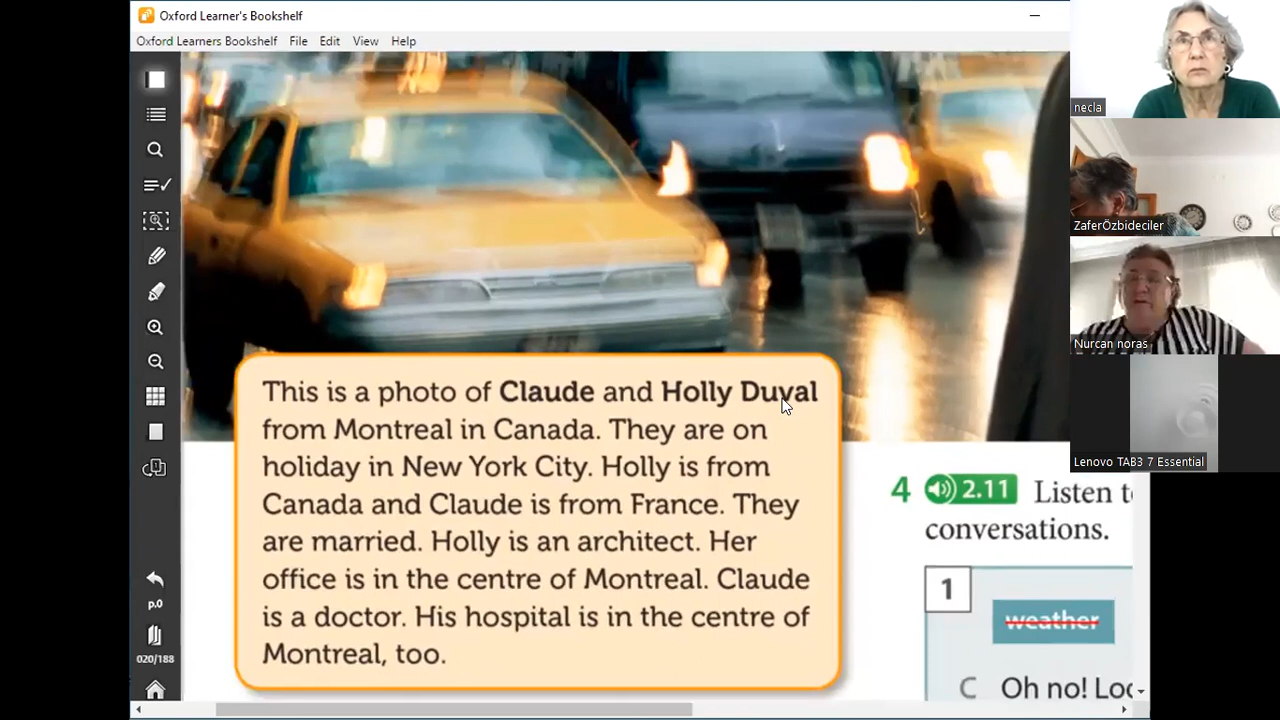 Oxford Learner's Bookshelf
Oxford Learners Bookshelf File Edit View Help
This is a photo of Claude and Holly Duval
from Montreal in Canada. They are on
holiday in New York City. Holly is from
Canada and Claude is from France. They
are married. Holly is an architect. Her
office is in the centre of Montreal. Claude
is a doctor. His hospital is in the centre of
Montreal, too.
4 2.11 Listen t
conversations.
1
weather
C Oh no! Loo
p.0
020/188
necla
ZaferÖzbideciler
Nurcan noras
Lenovo TAB3 7 Essential